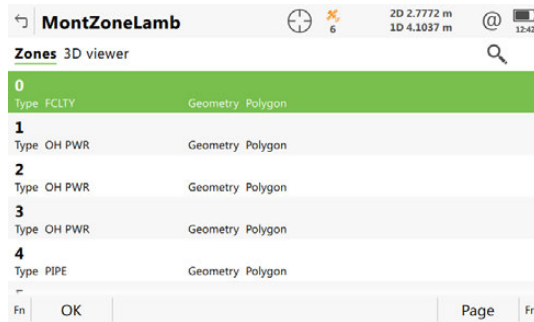 MontZoneLamb
6
2D 2.7772 m
1D 4.1037 m
@
12:42
Zones 3D viewer
0
Type FCLTY Geometry Polygon
1
Type OH PWR Geometry Polygon
2
Type OH PWR Geometry Polygon
3
Type OH PWR Geometry Polygon
4
Type PIPE Geometry Polygon
Fn OK Page